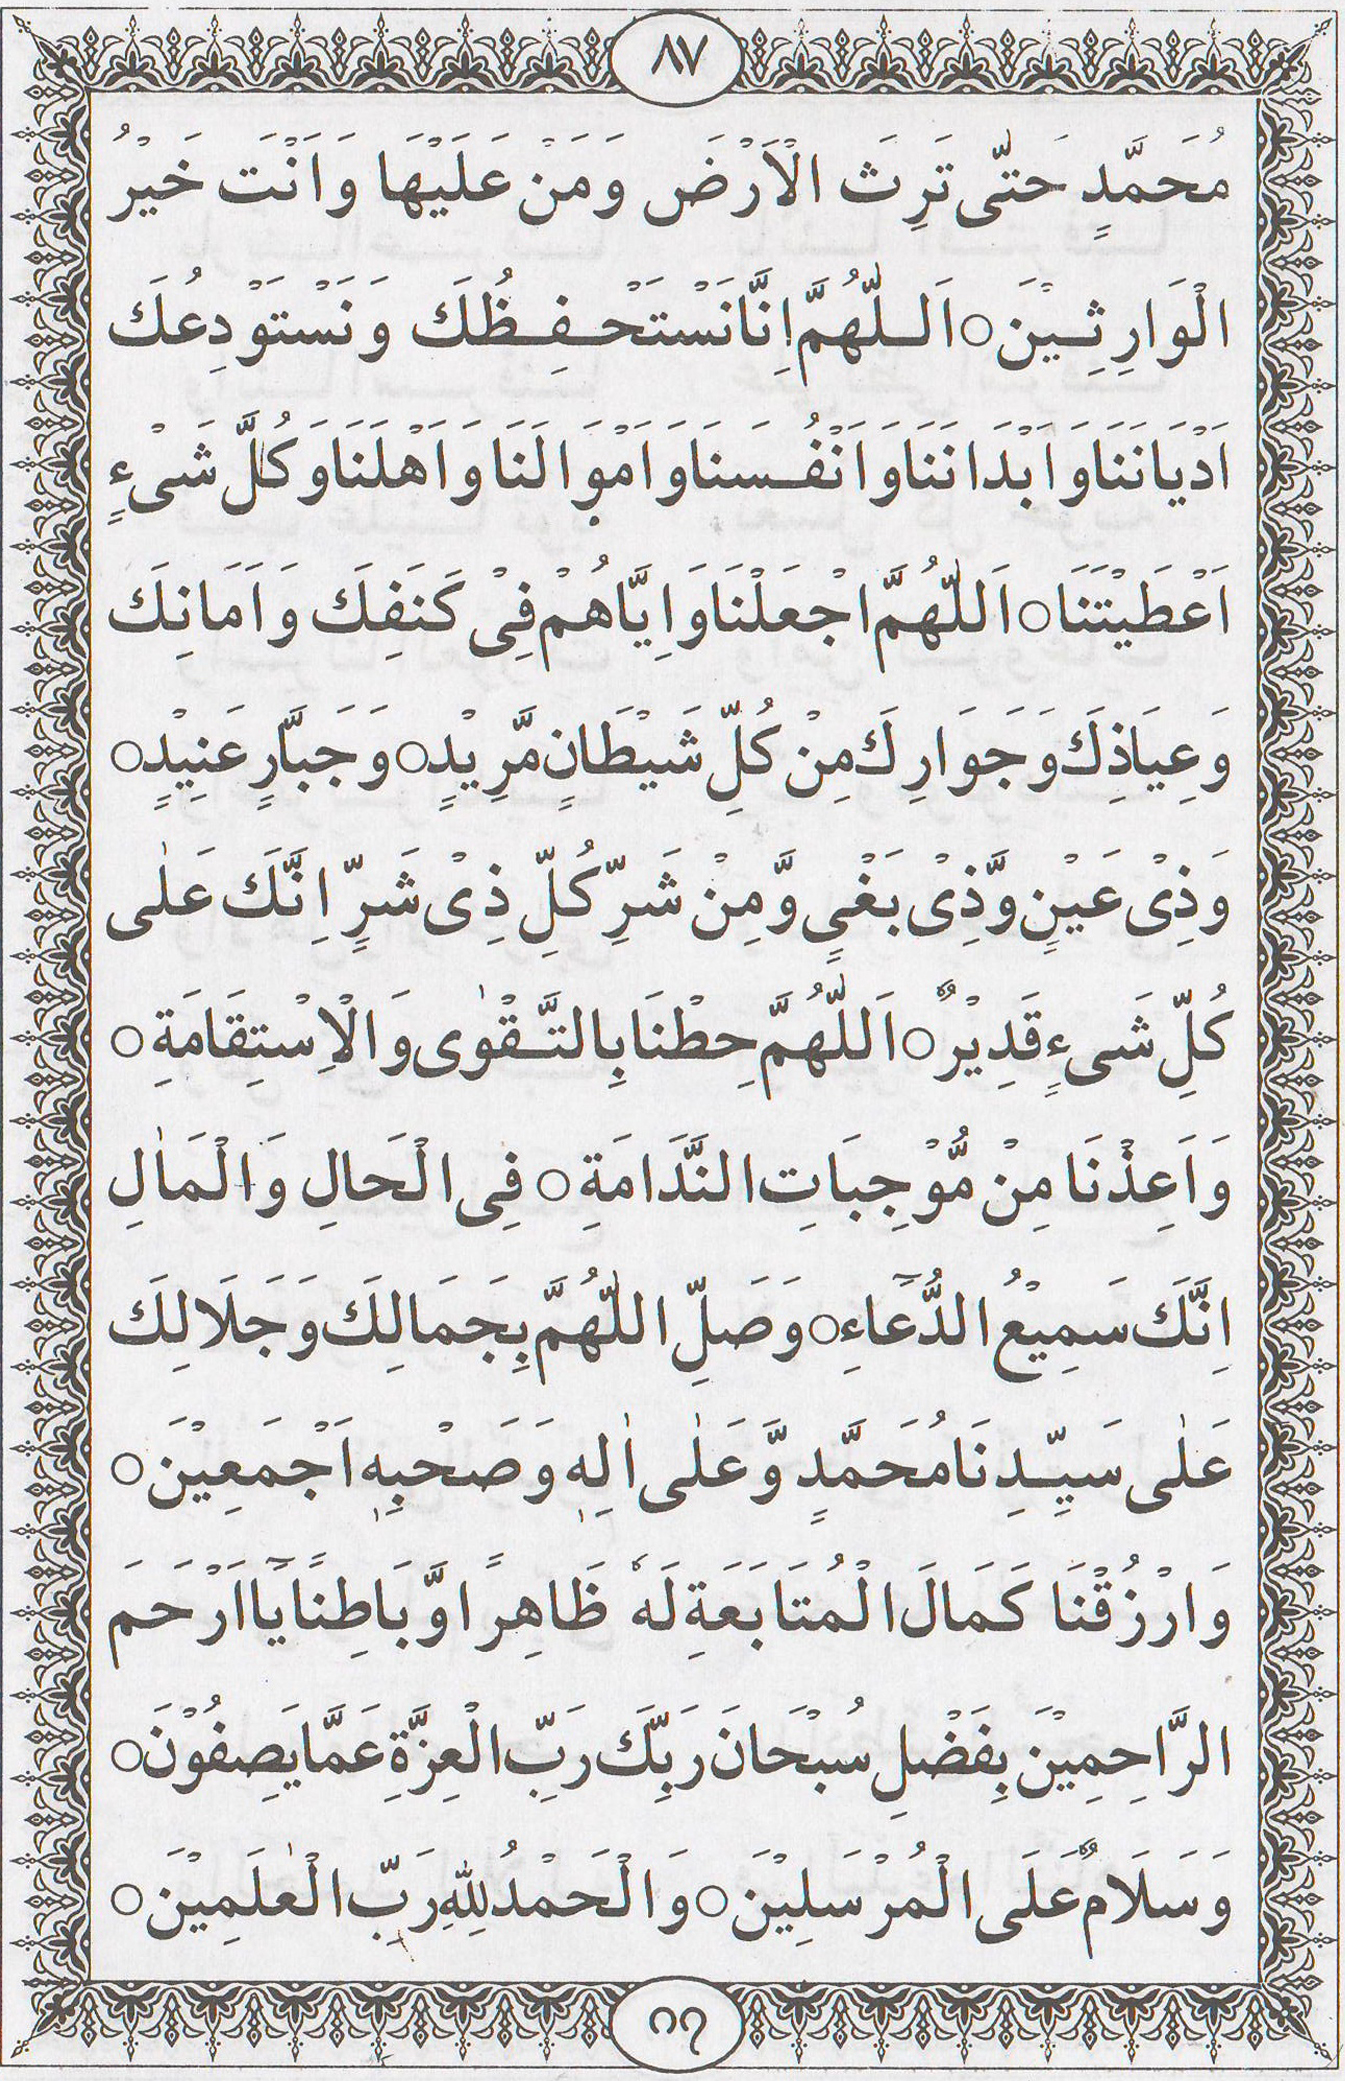 ٨٧
مُحَمَّدٍ حَتّٰى تَرِثَ الْاَرْضَ وَمَنْ عَلَيْهَا وَاَنْتَ خَيْرُ
الْوَارِثِيْنَ○ اَللّٰهُمَّ اِنَّا نَسْتَحْفِظُكَ وَنَسْتَوْدِعُكَ
اَدْيَانَنَا وَاَبْدَانَنَا وَاَنْفُسَنَا وَاَمْوَالَنَا وَاَهْلَنَا وَكُلَّ شَىْءٍ
اَعْطَيْتَنَا○ اَللّٰهُمَّ اجْعَلْنَا وَاِيَّاهُمْ فِىْ كَنَفِكَ وَاَمَانِكَ
وَعِيَاذِكَ وَجَوَارِكَ مِنْ كُلِّ شَيْطَانٍ مَّرِيْدٍ○ وَجَبَّارٍ عَنِيْدٍ○
وَذِىْ عَيْنٍ وَّذِىْ بَغْىٍ وَّمِنْ شَرِّ كُلِّ ذِىْ شَرٍّ اِنَّكَ عَلٰى
كُلِّ شَىءٍ قَدِيْرٌ○ اَللّٰهُمَّ حِطْنَا بِالتَّقْوٰى وَالْاِسْتِقَامَةِ○
وَاَعِذْنَا مِنْ مُّوْجِبَاتِ النَّدَامَةِ○ فِى الْحَالِ وَالْمَاٰلِ
اِنَّكَ سَمِيْعُ الدُّعَآءِ○ وَصَلِّ اللّٰهُمَّ بِجَمَالِكَ وَجَلَالِكَ
عَلٰى سَيِّدِنَا مُحَمَّدٍ وَّعَلٰى اٰلِهٖ وَصَحْبِهٖ اَجْمَعِيْنَ○
وَارْزُقْنَا كَمَالَ الْمُتَابَعَةِ لَهٗ ظَاهِرًا وَّبَاطِنًا يَآ اَرْحَمَ
الرَّاحِمِيْنَ بِفَضْلِ سُبْحَانَ رَبِّكَ رَبِّ الْعِزَّةِ عَمَّا يَصِفُوْنَ○
وَسَلَامٌ عَلَى الْمُرْسَلِيْنَ○ وَالْحَمْدُ لِلّٰهِ رَبِّ الْعٰلَمِيْنَ○